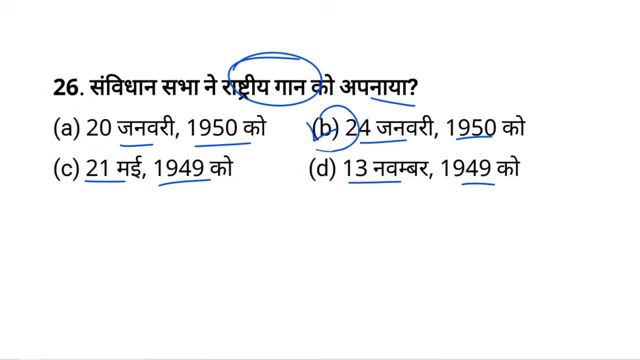 26. संविधान सभा ने राष्ट्रीय गान को अपनाया?
(a) 20 जनवरी, 1950 को (b) 24 जनवरी, 1950 को
(c) 21 मई, 1949 को (d) 13 नवम्बर, 1949 को